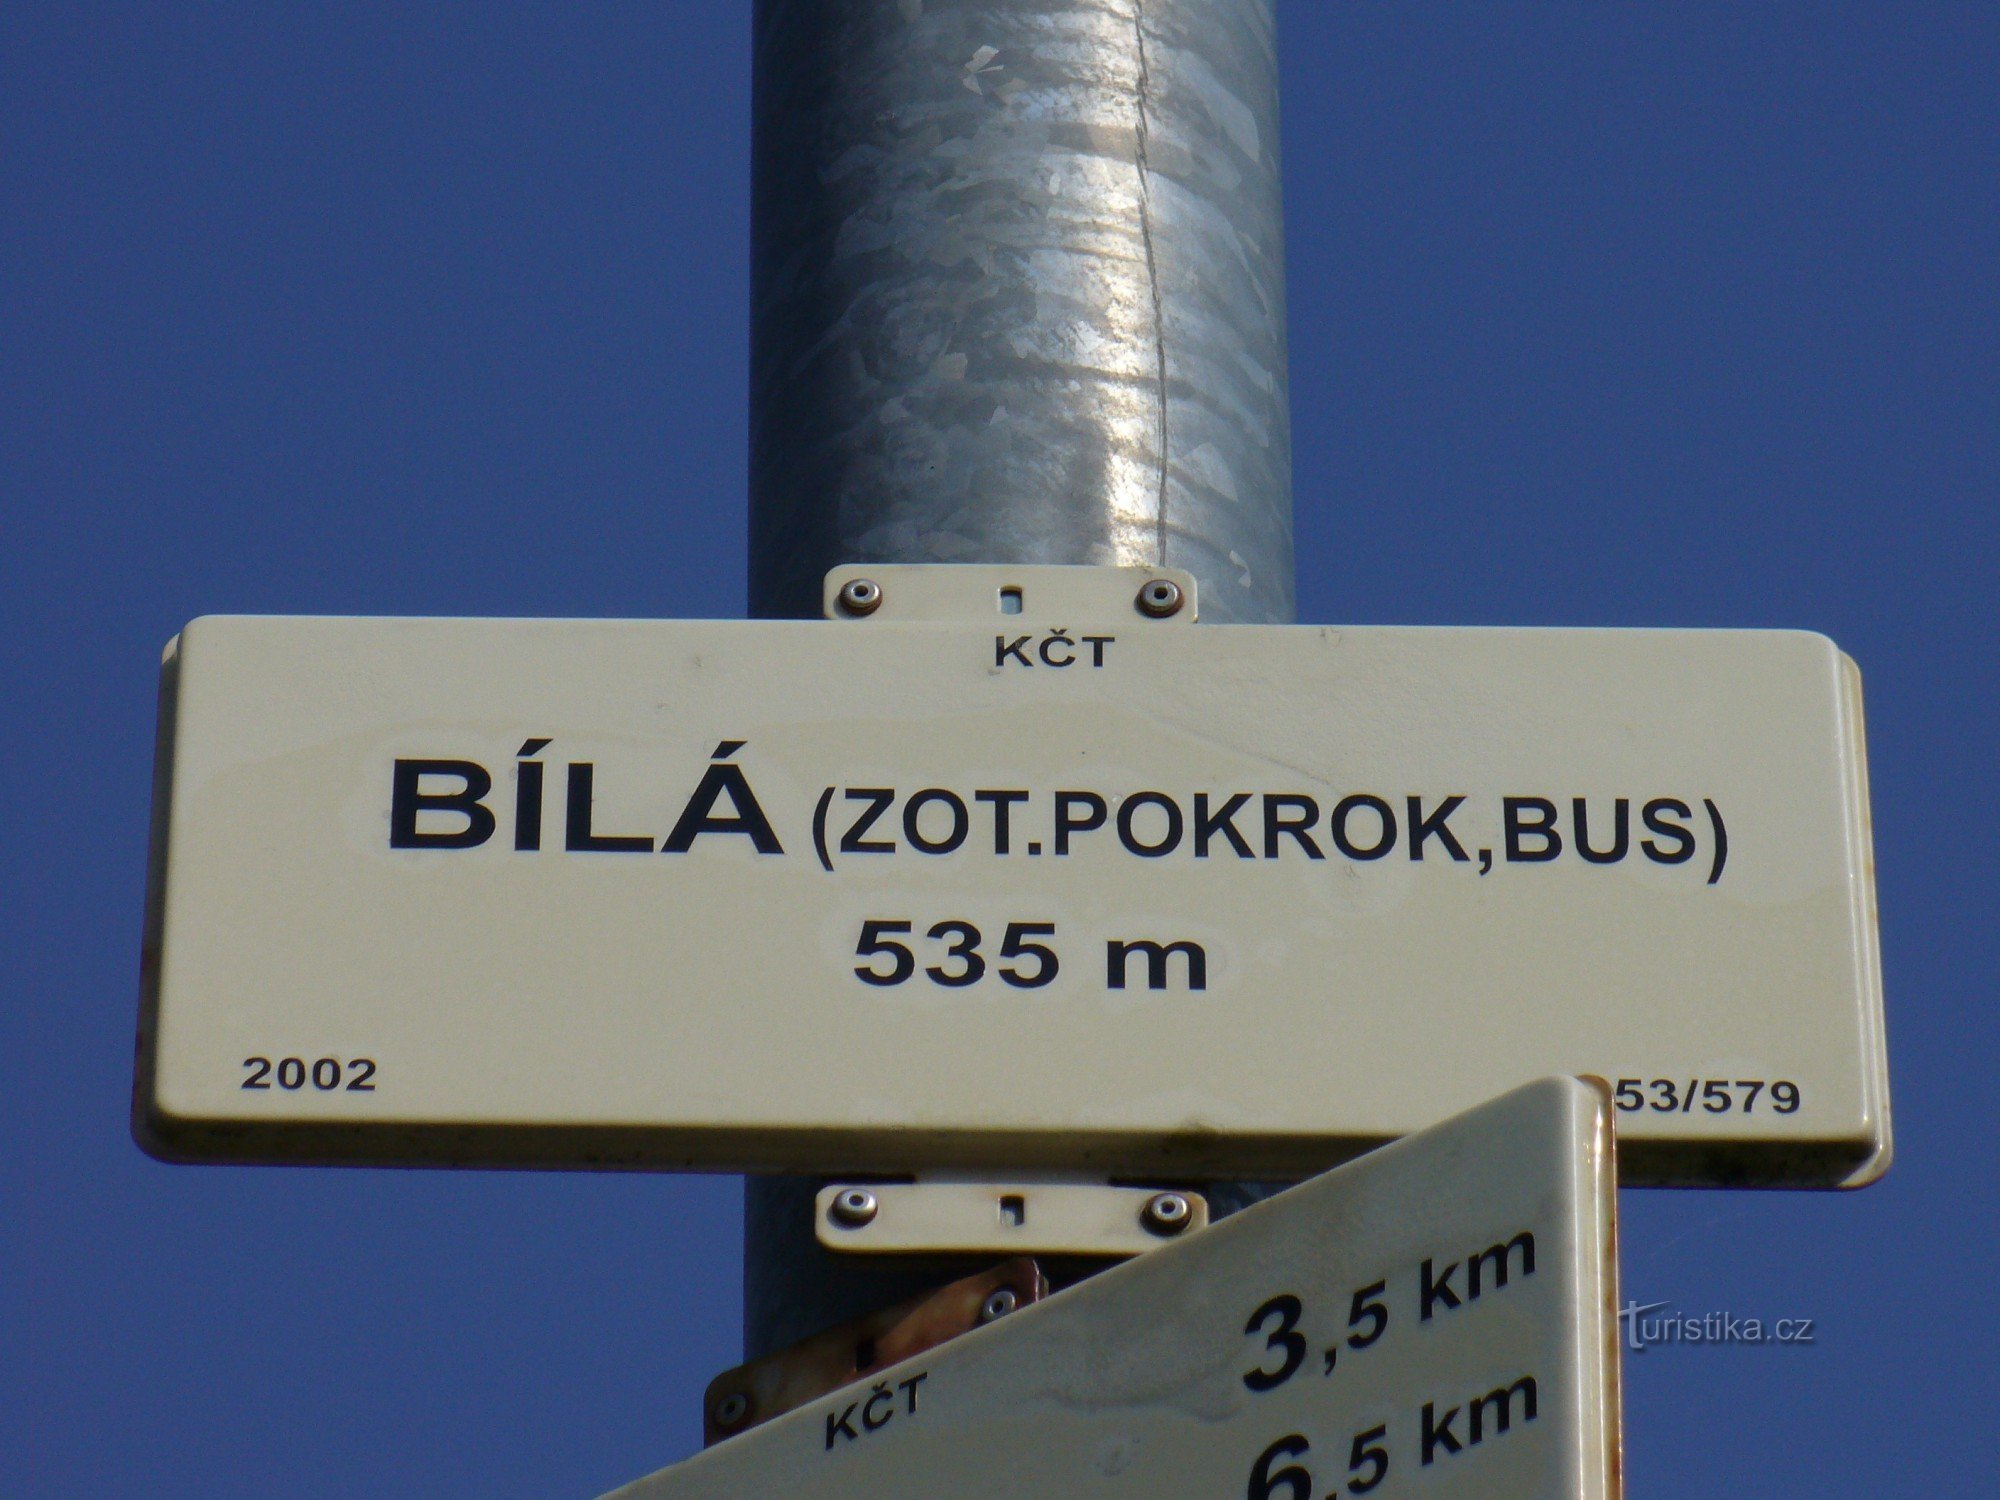 KČT
BÍLÁ (ZOT.POKROK,BUS)
535 m
2002
53/579
3,5 km
KČT
6,5 km
Turistika.cz